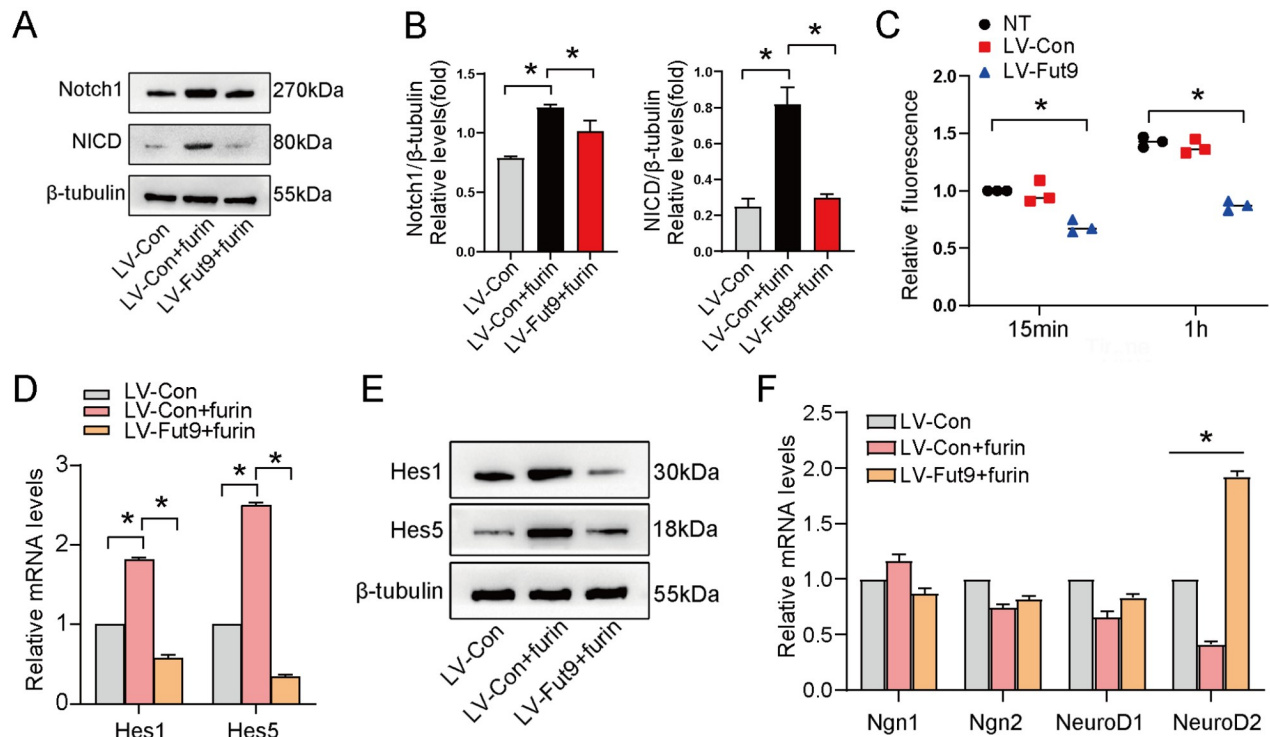 A
Notch1
270kDa
NICD
80kDa
β-tubulin
55kDa
LV-Con
LV-Con+furin
LV-Fut9+furin
B
Notch1/β-tubulin
Relative levels(fold)
1.5
1.0
0.5
0.0
*
*
LV-Con
LV-Con+furin
LV-Fut9+furin
NICD/β-tubulin
Relative levels(fold)
1.0
0.8
0.6
0.4
0.2
0.0
*
*
LV-Con
LV-Con+furin
LV-Fut9+furin
C
NT
LV-Con
LV-Fut9
Relative fluorescence
2.0
1.5
1.0
0.5
0.0
*
*
15min
1h
D
LV-Con
LV-Con+furin
LV-Fut9+furin
Relative mRNA levels
3
2
1
0
*
*
*
*
Hes1
Hes5
E
Hes1
30kDa
Hes5
18kDa
β-tubulin
55kDa
LV-Con
LV-Con+furin
LV-Fut9+furin
F
LV-Con
LV-Con+furin
LV-Fut9+furin
Relative mRNA levels
2.5
2.0
1.5
1.0
0.5
0.0
*
Ngn1
Ngn2
NeuroD1
NeuroD2